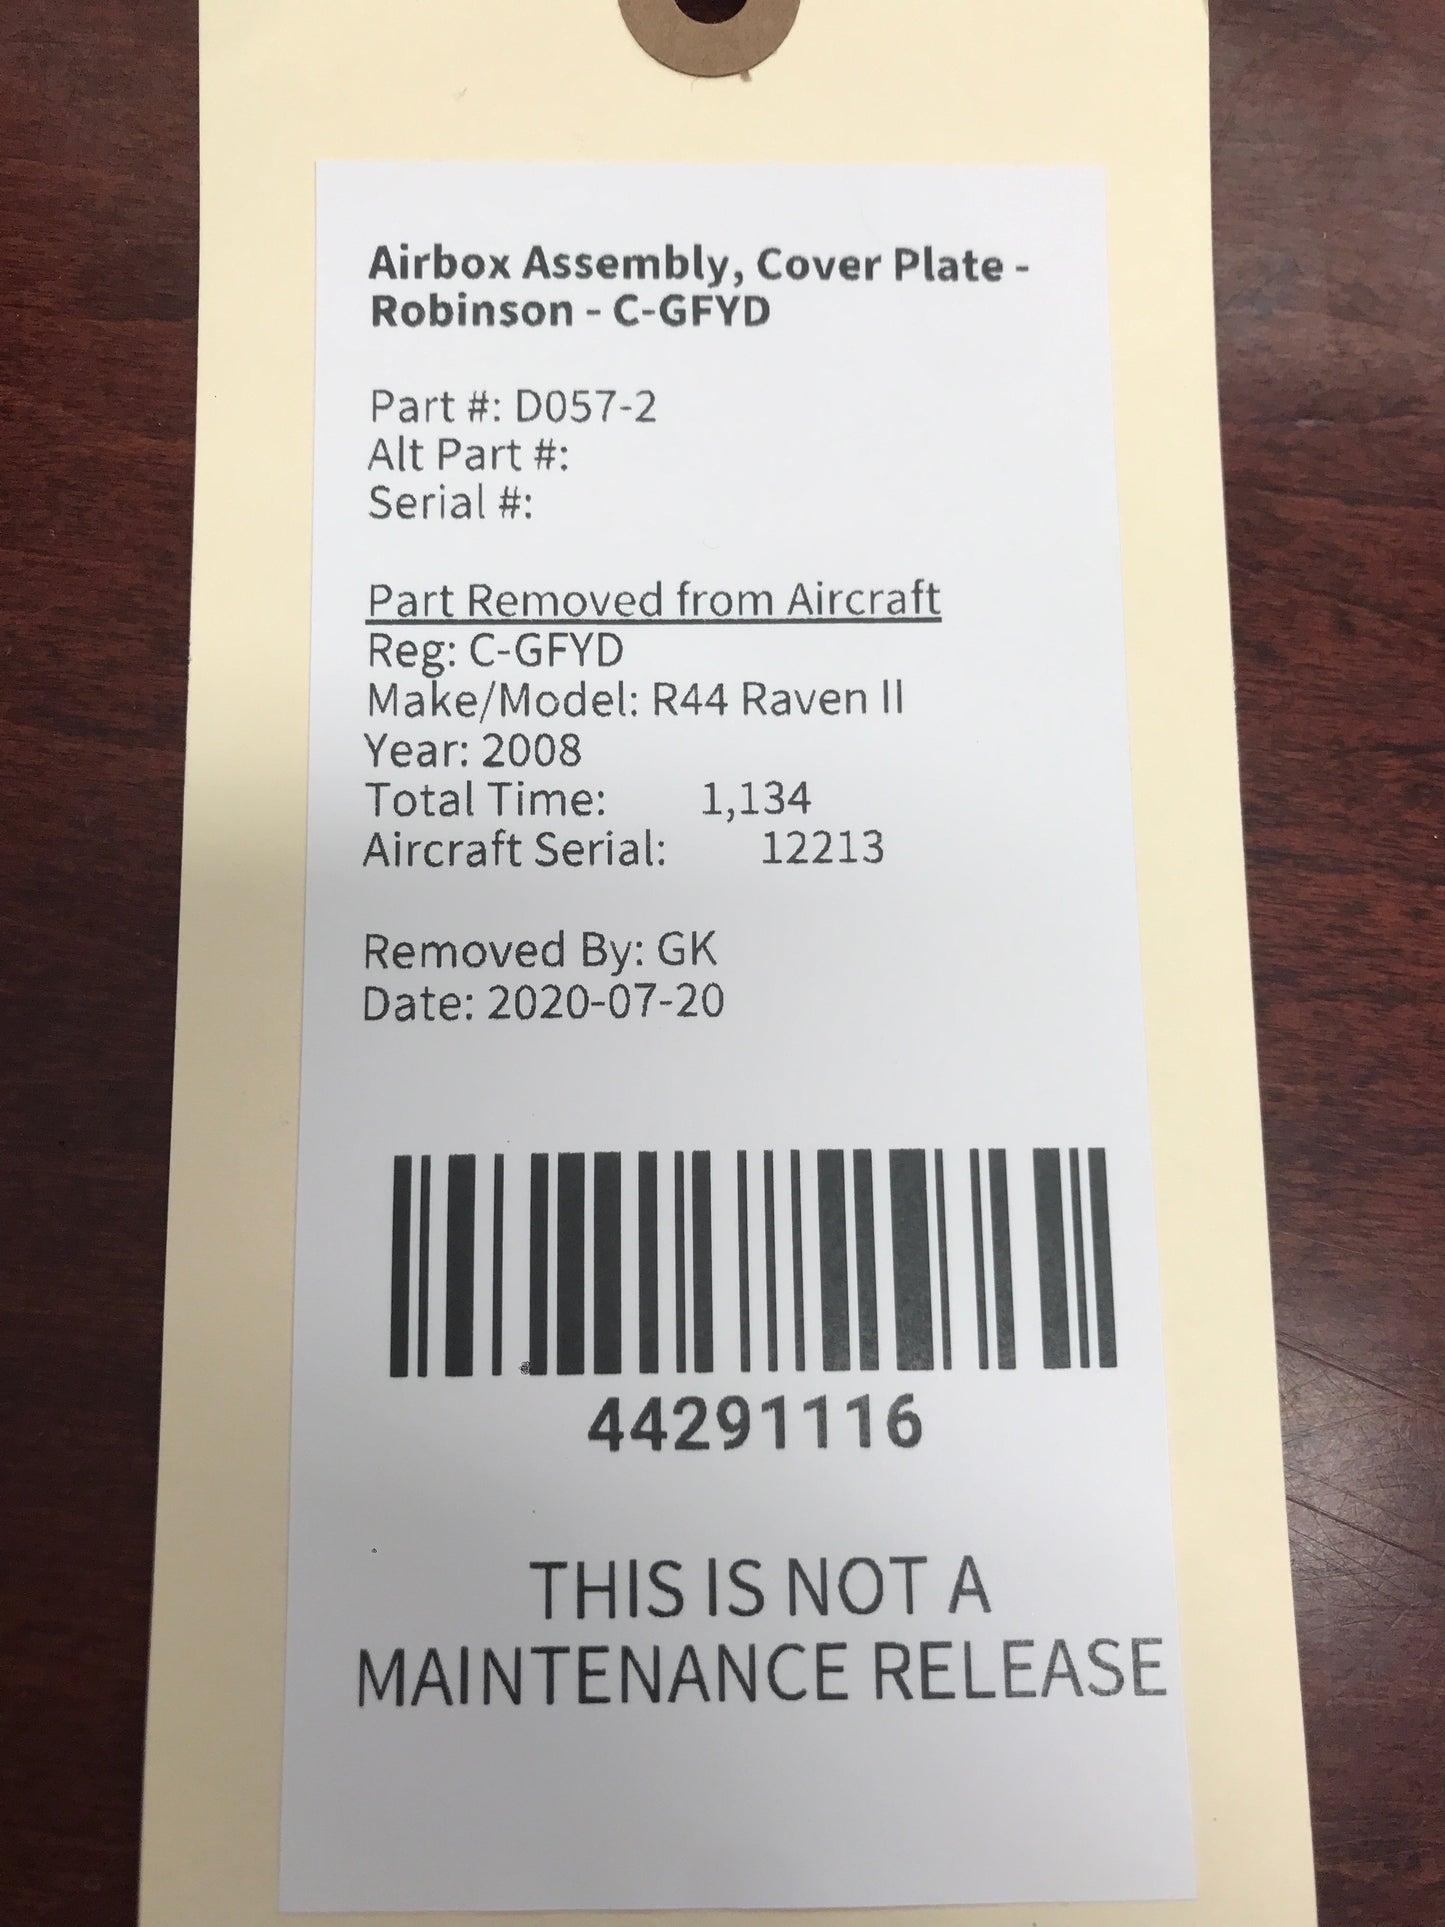 Airbox Assembly, Cover Plate -
Robinson - C-GFYD
Part #: D057-2
Alt Part #:
Serial #:
Part Removed from Aircraft
Reg: C-GFYD
Make/Model: R44 Raven II
Year: 2008
Total Time: 1,134
Aircraft Serial: 12213
Removed By: GK
Date: 2020-07-20
44291116
THIS IS NOT A
MAINTENANCE RELEASE